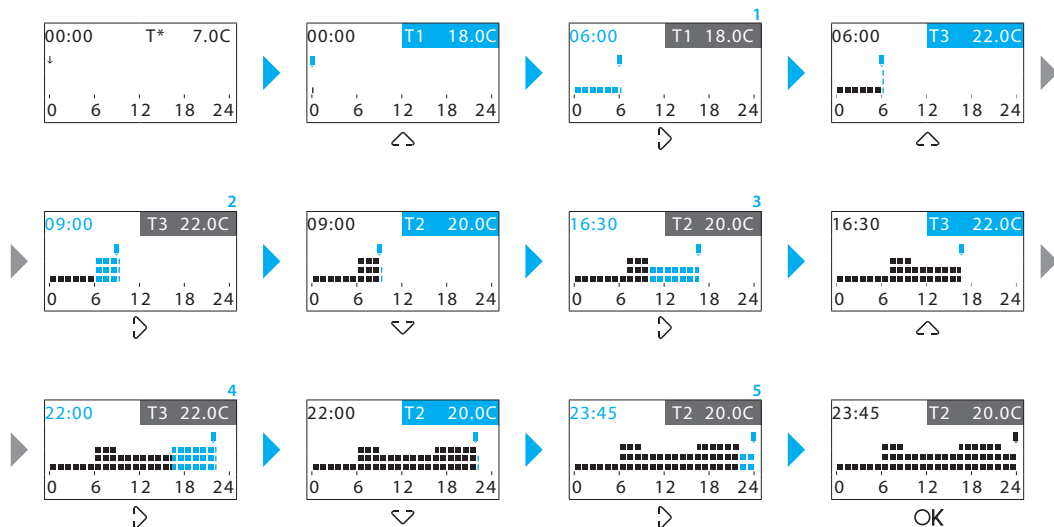 1
00:00 T* 7.0C
0 6 12 18 24
00:00 T1 18.0C
0 6 12 18 24
06:00 T1 18.0C
0 6 12 18 24
06:00 T3 22.0C
0 6 12 18 24
2
3
09:00 T3 22.0C
0 6 12 18 24
09:00 T2 20.0C
0 6 12 18 24
16:30 T2 20.0C
0 6 12 18 24
16:30 T3 22.0C
0 6 12 18 24
4
5
22:00 T3 22.0C
0 6 12 18 24
22:00 T2 20.0C
0 6 12 18 24
23:45 T2 20.0C
0 6 12 18 24
23:45 T2 20.0C
0 6 12 18 24
OK